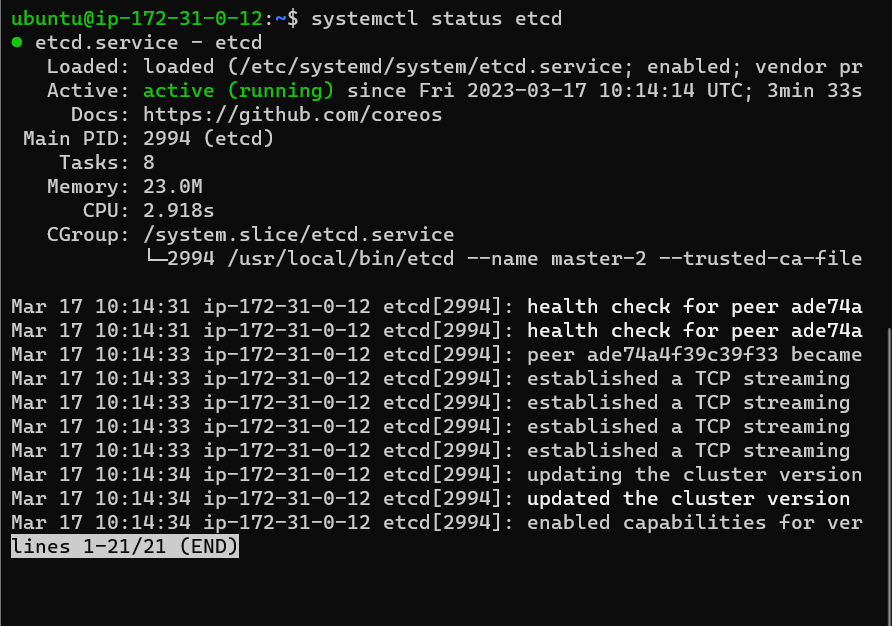 ubuntu@ip-172-31-0-12:~$ systemctl status etcd
● etcd.service - etcd
   Loaded: loaded (/etc/systemd/system/etcd.service; enabled; vendor pr
   Active: active (running) since Fri 2023-03-17 10:14:14 UTC; 3min 33s
     Docs: https://github.com/coreos
 Main PID: 2994 (etcd)
    Tasks: 8
   Memory: 23.0M
      CPU: 2.918s
   CGroup: /system.slice/etcd.service
           └─2994 /usr/local/bin/etcd --name master-2 --trusted-ca-file

Mar 17 10:14:31 ip-172-31-0-12 etcd[2994]: health check for peer ade74a
Mar 17 10:14:31 ip-172-31-0-12 etcd[2994]: health check for peer ade74a
Mar 17 10:14:33 ip-172-31-0-12 etcd[2994]: peer ade74a4f39c39f33 became
Mar 17 10:14:33 ip-172-31-0-12 etcd[2994]: established a TCP streaming
Mar 17 10:14:33 ip-172-31-0-12 etcd[2994]: established a TCP streaming
Mar 17 10:14:33 ip-172-31-0-12 etcd[2994]: established a TCP streaming
Mar 17 10:14:33 ip-172-31-0-12 etcd[2994]: established a TCP streaming
Mar 17 10:14:34 ip-172-31-0-12 etcd[2994]: updating the cluster version
Mar 17 10:14:34 ip-172-31-0-12 etcd[2994]: updated the cluster version
Mar 17 10:14:34 ip-172-31-0-12 etcd[2994]: enabled capabilities for ver
lines 1-21/21 (END)